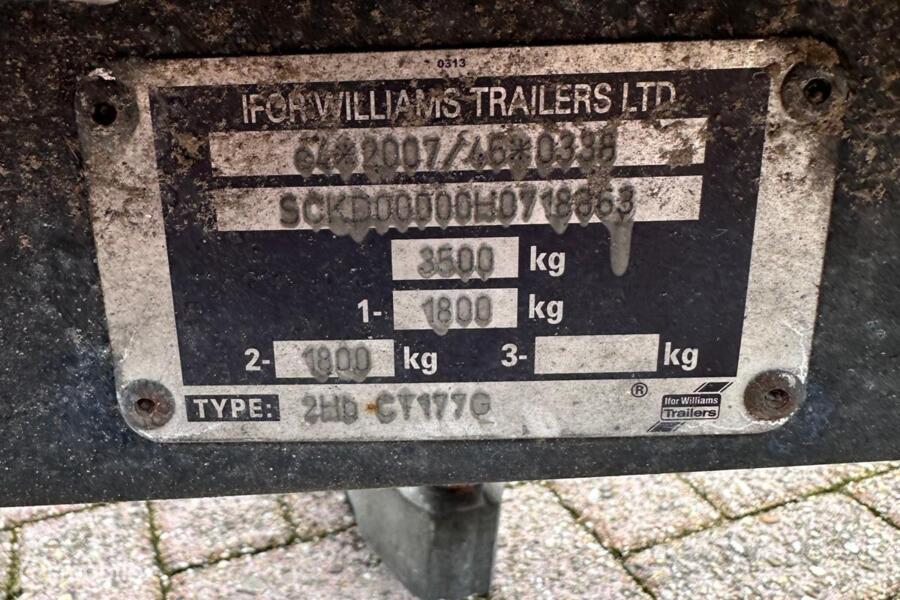 0313
IFOR WILLIAMS TRAILERS LTD
e4*2007/46*0338
SCKD00000H0718663
3500 kg
1- 1800 kg
2- 1800 kg 3- kg
TYPE: 2Hb CT177G
®
Ifor Williams
Trailers